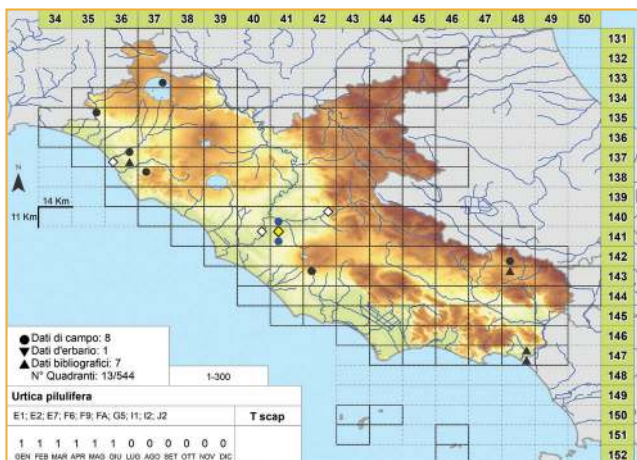 34 35 36 37 38 39 40 41 42 43 44 45 46 47 48 49 50
131
132
133
134
135
136
137
138
139
140
141
142
143
144
145
146
147
148
149
150
151
152
N
14 Km
11 Km
Dati di campo: 8
Dati d'erbario: 1
Dati bibliografici: 7
N° Quadranti: 13/544
1-300
Urtica pilulifera
E1; E2; E7; F6; F9; FA; G5; I1; I2; J2
T scap
1 1 1 1 1 1 0 0 0 0 0 0
GEN FEB MAR APR MAG GIU LUG AGO SET OTT NOV DIC